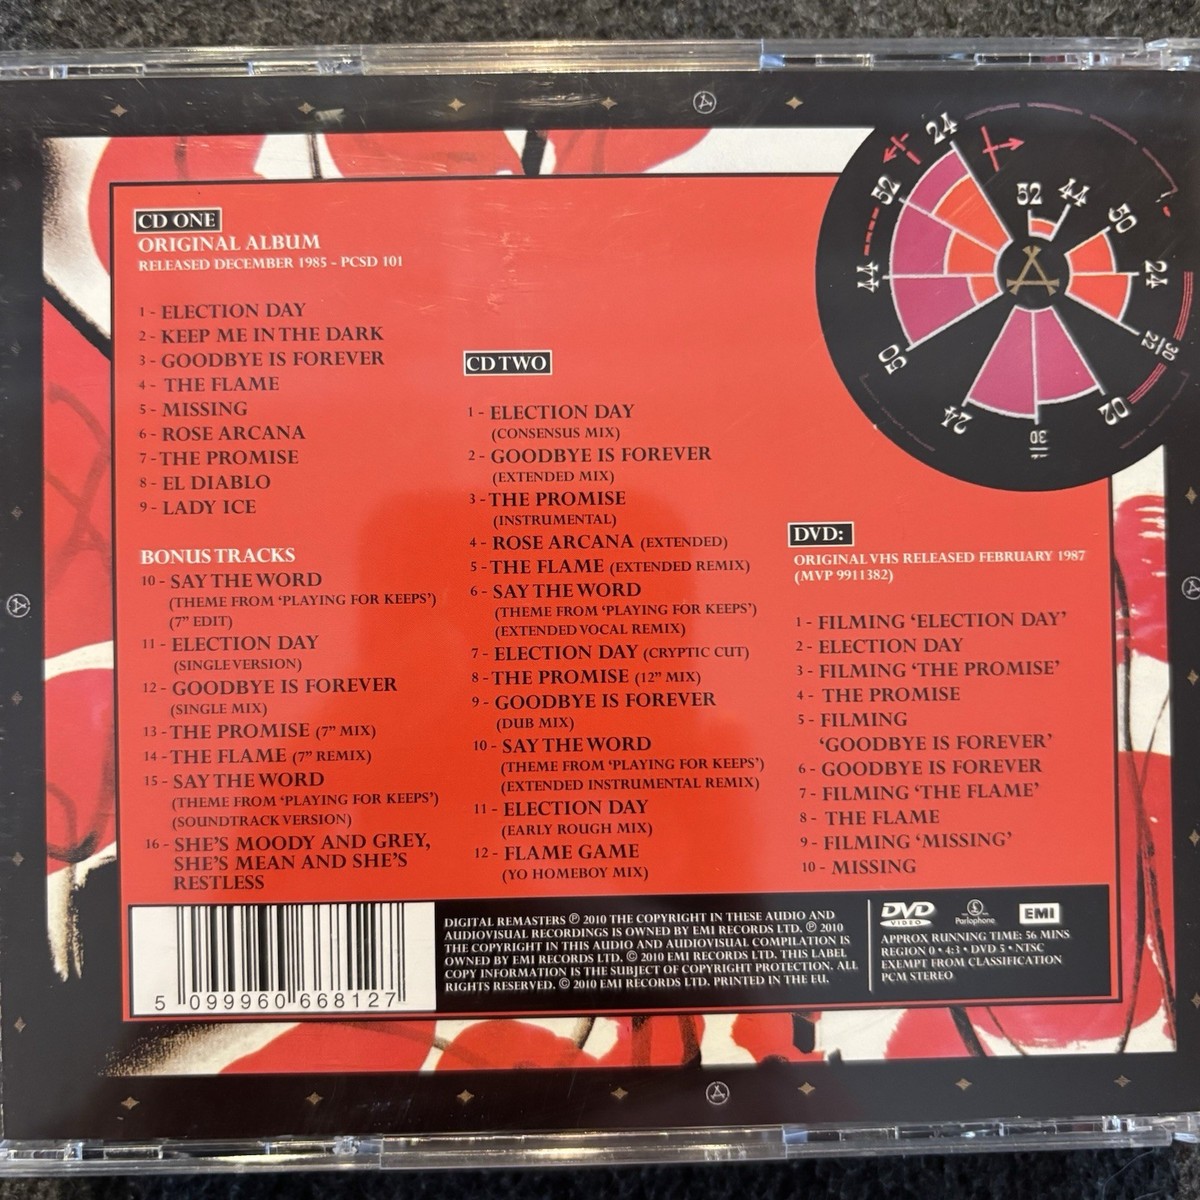 CD ONE
ORIGINAL ALBUM
RELEASED DECEMBER 1985 - PCSD 101
1 - ELECTION DAY
2 - KEEP ME IN THE DARK
3 - GOODBYE IS FOREVER
4 - THE FLAME
5 - MISSING
6 - ROSE ARCANA
7 - THE PROMISE
8 - EL DIABLO
9 - LADY ICE
BONUS TRACKS
10 - SAY THE WORD
(THEME FROM ‘PLAYING FOR KEEPS’)
(7” EDIT)
11 - ELECTION DAY
(SINGLE VERSION)
12 - GOODBYE IS FOREVER
(SINGLE MIX)
13 - THE PROMISE (7” MIX)
14 - THE FLAME (7” REMIX)
15 - SAY THE WORD
(THEME FROM ‘PLAYING FOR KEEPS’)
(SOUNDTRACK VERSION)
16 - SHE’S MOODY AND GREY,
SHE’S MEAN AND SHE’S
RESTLESS
CD TWO
1 - ELECTION DAY
(CONSENSUS MIX)
2 - GOODBYE IS FOREVER
(EXTENDED MIX)
3 - THE PROMISE
(INSTRUMENTAL)
4 - ROSE ARCANA (EXTENDED)
5 - THE FLAME (EXTENDED REMIX)
6 - SAY THE WORD
(THEME FROM ‘PLAYING FOR KEEPS’)
(EXTENDED VOCAL REMIX)
7 - ELECTION DAY (CRYPTIC CUT)
8 - THE PROMISE (12” MIX)
9 - GOODBYE IS FOREVER
(DUB MIX)
10 - SAY THE WORD
(THEME FROM ‘PLAYING FOR KEEPS’)
(EXTENDED INSTRUMENTAL REMIX)
11 - ELECTION DAY
(EARLY ROUGH MIX)
12 - FLAME GAME
(YO HOMEBOY MIX)
24
52
44
50
24
30
11
02
30
22
24
50
44
52
DVD:
ORIGINAL VHS RELEASED FEBRUARY 1987
(MVP 9911382)
1 - FILMING ‘ELECTION DAY’
2 - ELECTION DAY
3 - FILMING ‘THE PROMISE’
4 - THE PROMISE
5 - FILMING
‘GOODBYE IS FOREVER’
6 - GOODBYE IS FOREVER
7 - FILMING ‘THE FLAME’
8 - THE FLAME
9 - FILMING ‘MISSING’
10 - MISSING
5 099960 668127
DIGITAL REMASTERS ℗ 2010 THE COPYRIGHT IN THESE AUDIO AND
AUDIOVISUAL RECORDINGS IS OWNED BY EMI RECORDS LTD. ℗ 2010
THE COPYRIGHT IN THIS AUDIO AND AUDIOVISUAL COMPILATION IS
OWNED BY EMI RECORDS LTD. © 2010 EMI RECORDS LTD. THIS LABEL
COPY INFORMATION IS THE SUBJECT OF COPYRIGHT PROTECTION. ALL
RIGHTS RESERVED. © 2010 EMI RECORDS LTD. PRINTED IN THE EU.
DVD VIDEO
£ Parlophone
EMI
APPROX RUNNING TIME: 56 MINS
REGION 0 • 4:3 • DVD 5 • NTSC
EXEMPT FROM CLASSIFICATION
PCM STEREO